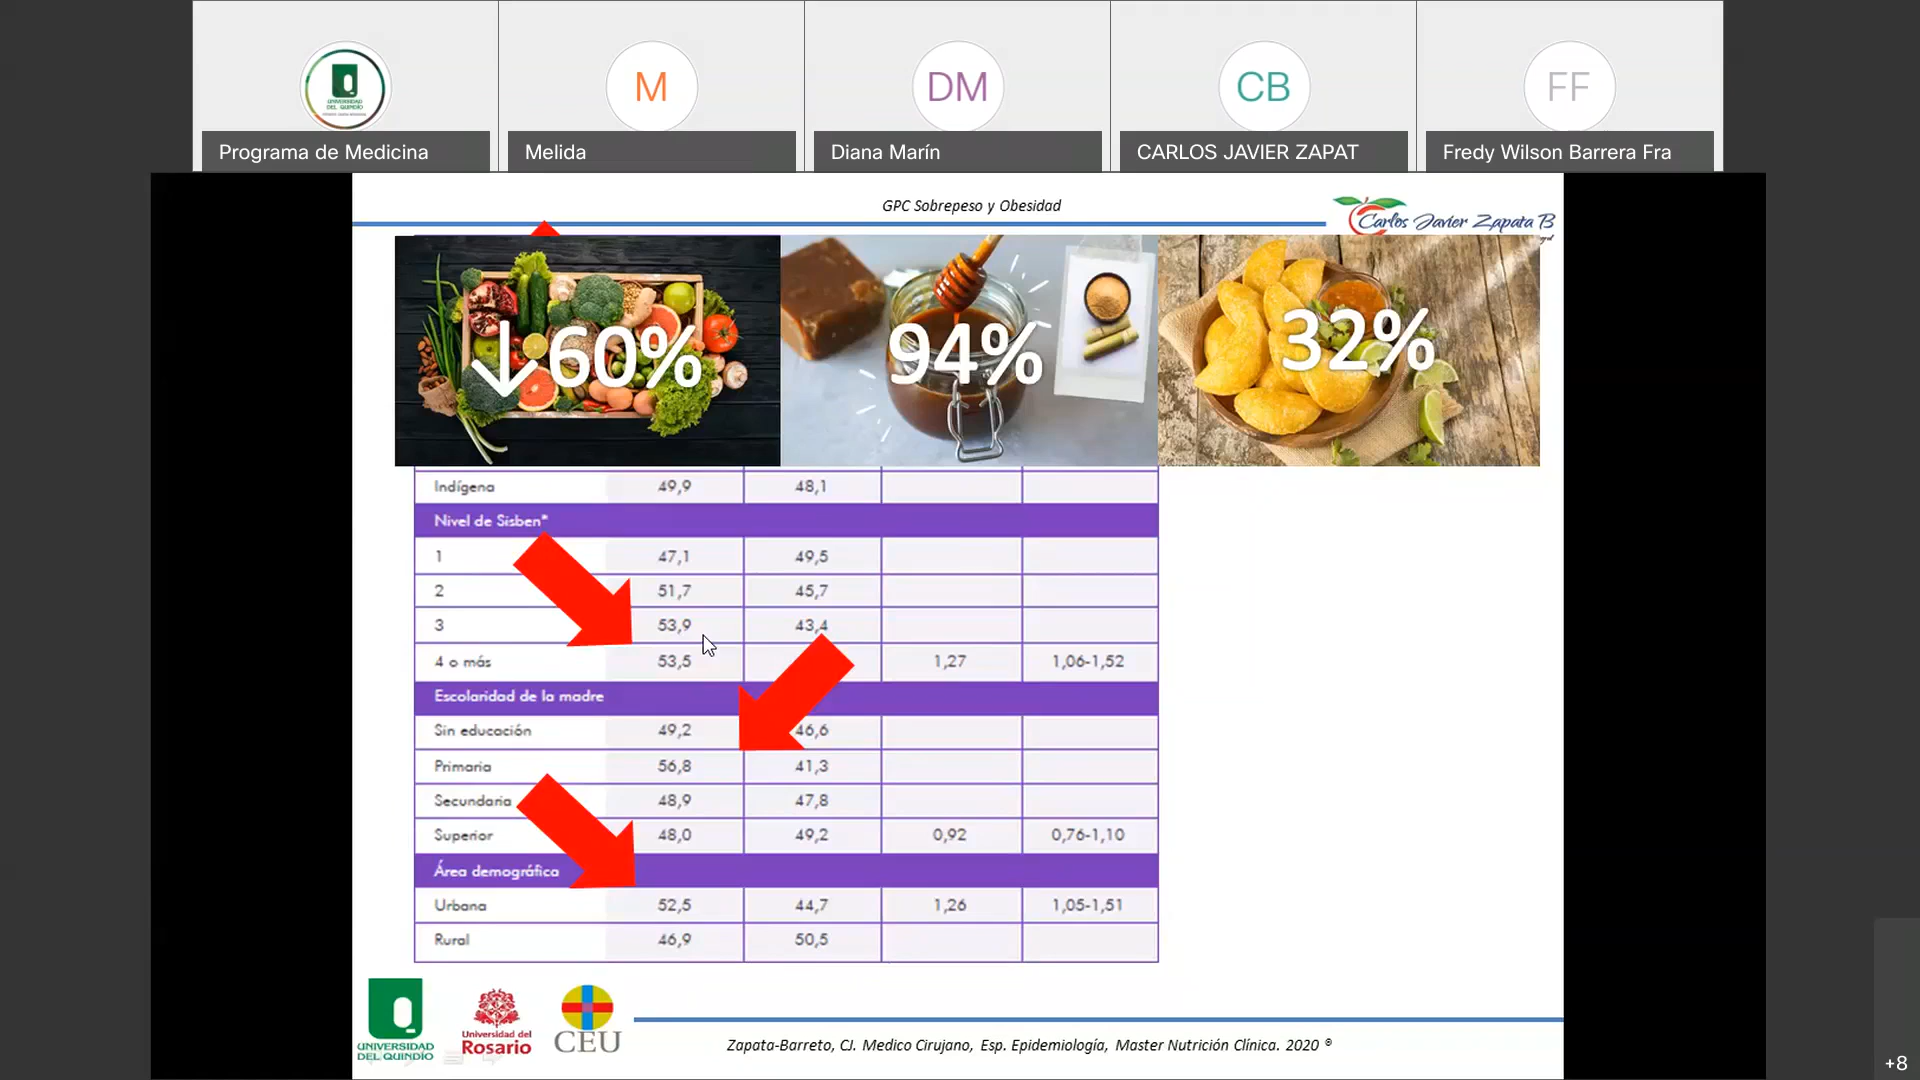 UNIVERSIDAD
DEL QUINDÍO
M
DM
CB
FF
Programa de Medicina
Melida
Diana Marín
CARLOS JAVIER ZAPAT
Fredy Wilson Barrera Fra
GPC Sobrepeso y Obesidad
Carlos Javier Zapata B
↓60%
94%
32%
Indígena 49,9 48,1
Nivel de Sisben*
1 47,1 49,5
2 51,7 45,7
3 53,9 43,4
4 o más 53,5 1,27 1,06-1,52
Escolaridad de la madre
Sin educación 49,2 46,6
Primaria 56,8 41,3
Secundaria 48,9 47,8
Superior 48,0 49,2 0,92 0,76-1,10
Área demográfica
Urbana 52,5 44,7 1,26 1,05-1,51
Rural 46,9 50,5
UNIVERSIDAD
DEL QUINDÍO
Universidad del
Rosario
CEU
Zapata-Barreto, CJ. Medico Cirujano, Esp. Epidemiología, Master Nutrición Clínica. 2020 ®
+8